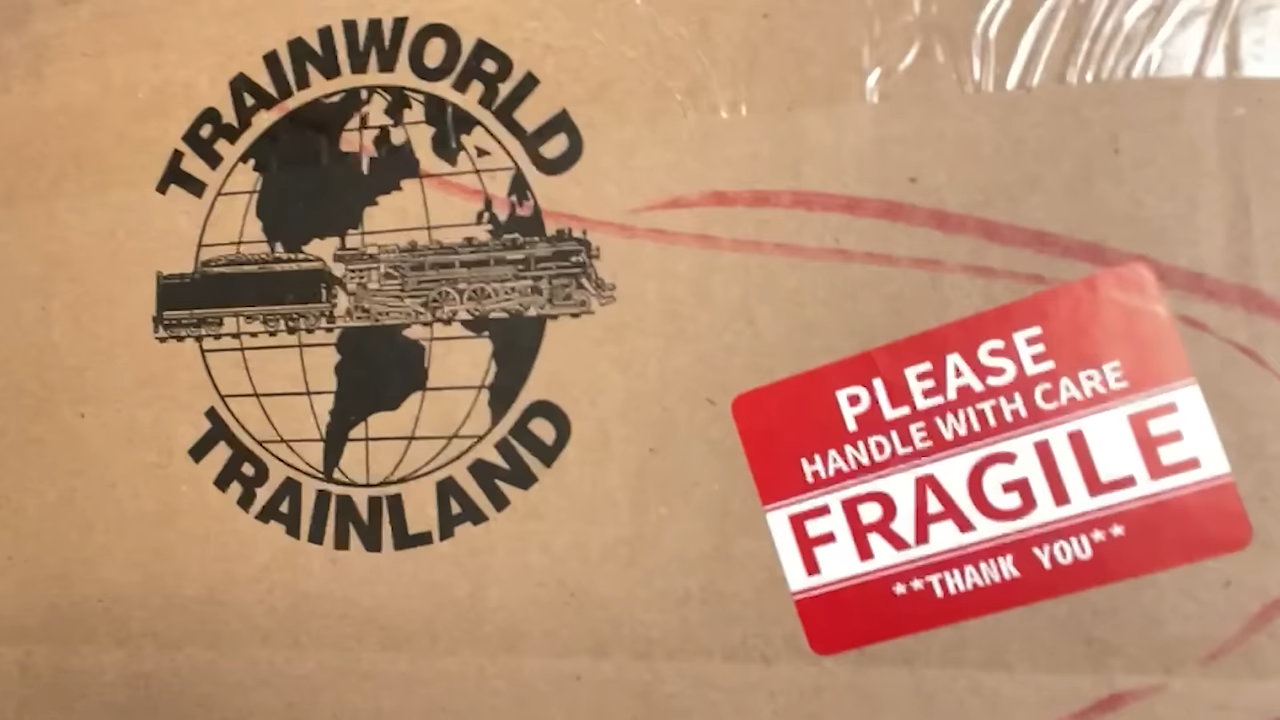 TRAINWORLD
TRAINLAND
PLEASE
HANDLE WITH CARE
FRAGILE
**THANK YOU**